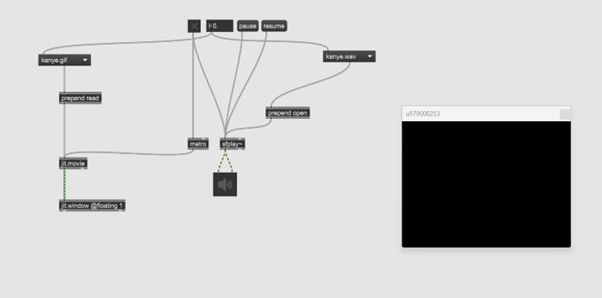 0.
pause
resume
kanye.gif
kanye.wav
prepend read
prepend open
metro
sfplay~
jit.movie
jit.window @floating 1
u579000253